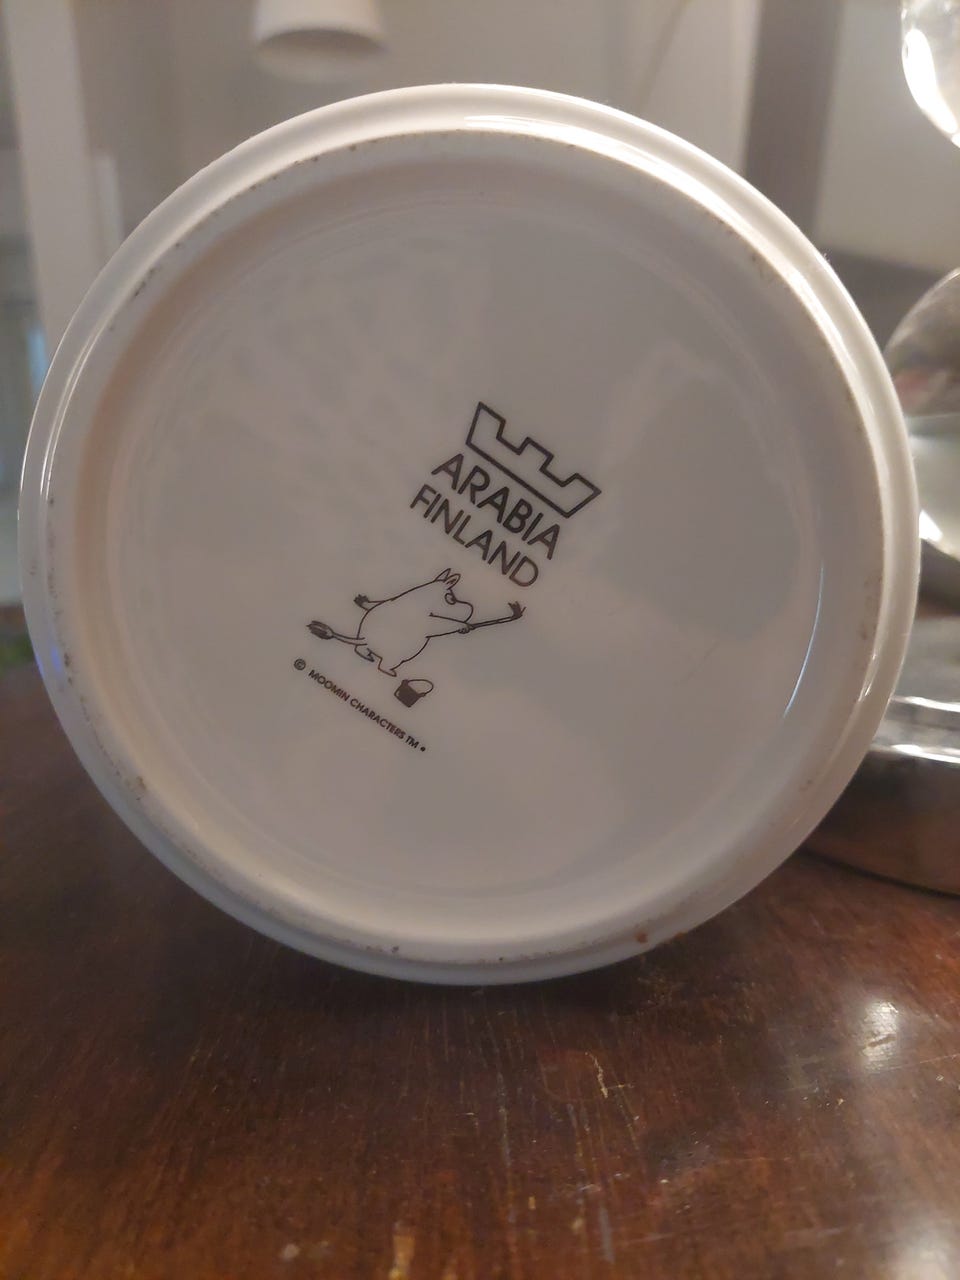 ARABIA
FINLAND
© MOOMIN CHARACTERS TM •